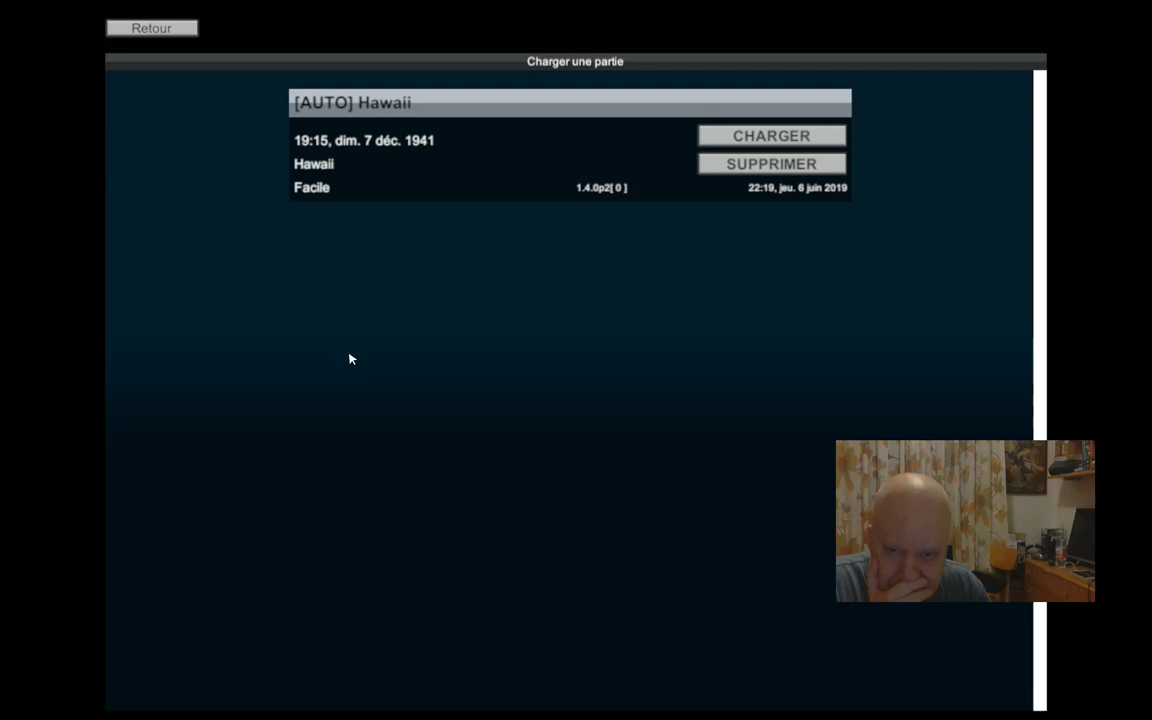 Retour
Charger une partie
[AUTO] Hawaii
19:15, dim. 7 déc. 1941
CHARGER
Hawaii
SUPPRIMER
Facile
1.4.0p2[ 0 ]
22:19, jeu. 6 juin 2019